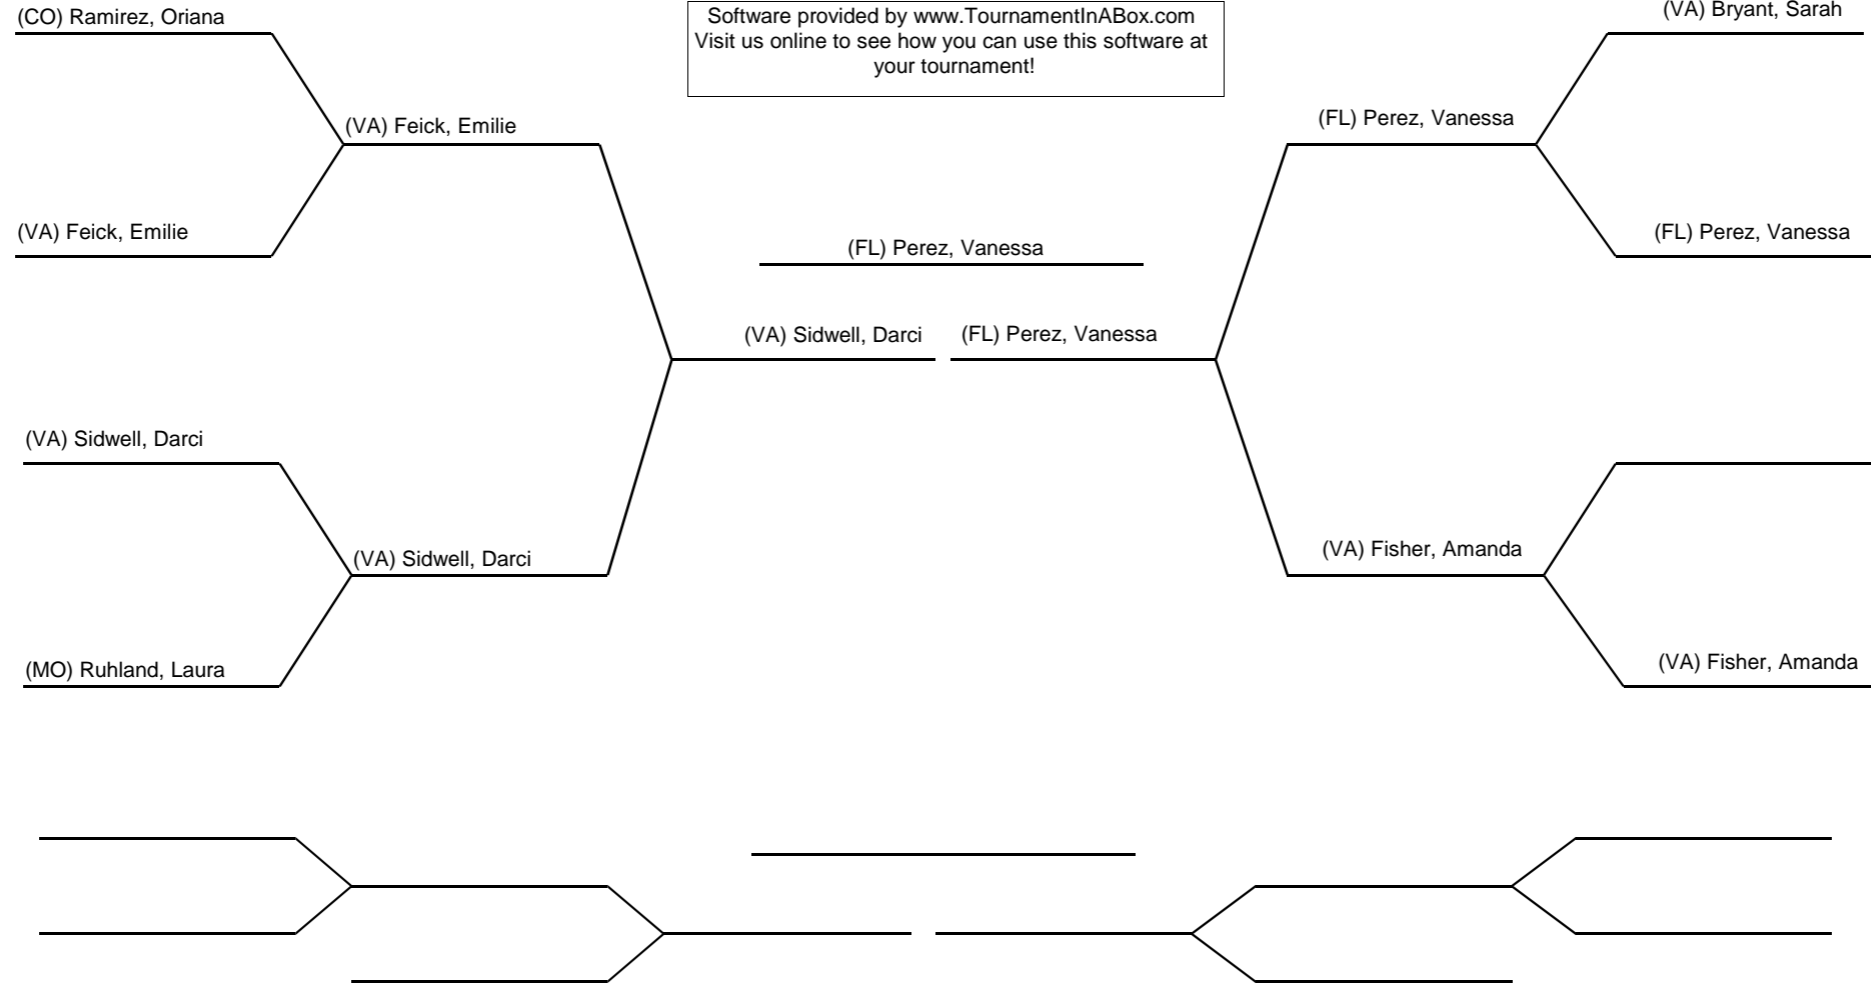 (CO) Ramirez, Oriana
Software provided by www.TournamentInABox.com
Visit us online to see how you can use this software at
your tournament!
(VA) Bryant, Sarah
(VA) Feick, Emilie
(FL) Perez, Vanessa
(VA) Feick, Emilie
(FL) Perez, Vanessa
(FL) Perez, Vanessa
(VA) Sidwell, Darci
(FL) Perez, Vanessa
(VA) Sidwell, Darci
(VA) Sidwell, Darci
(VA) Fisher, Amanda
(MO) Ruhland, Laura
(VA) Fisher, Amanda